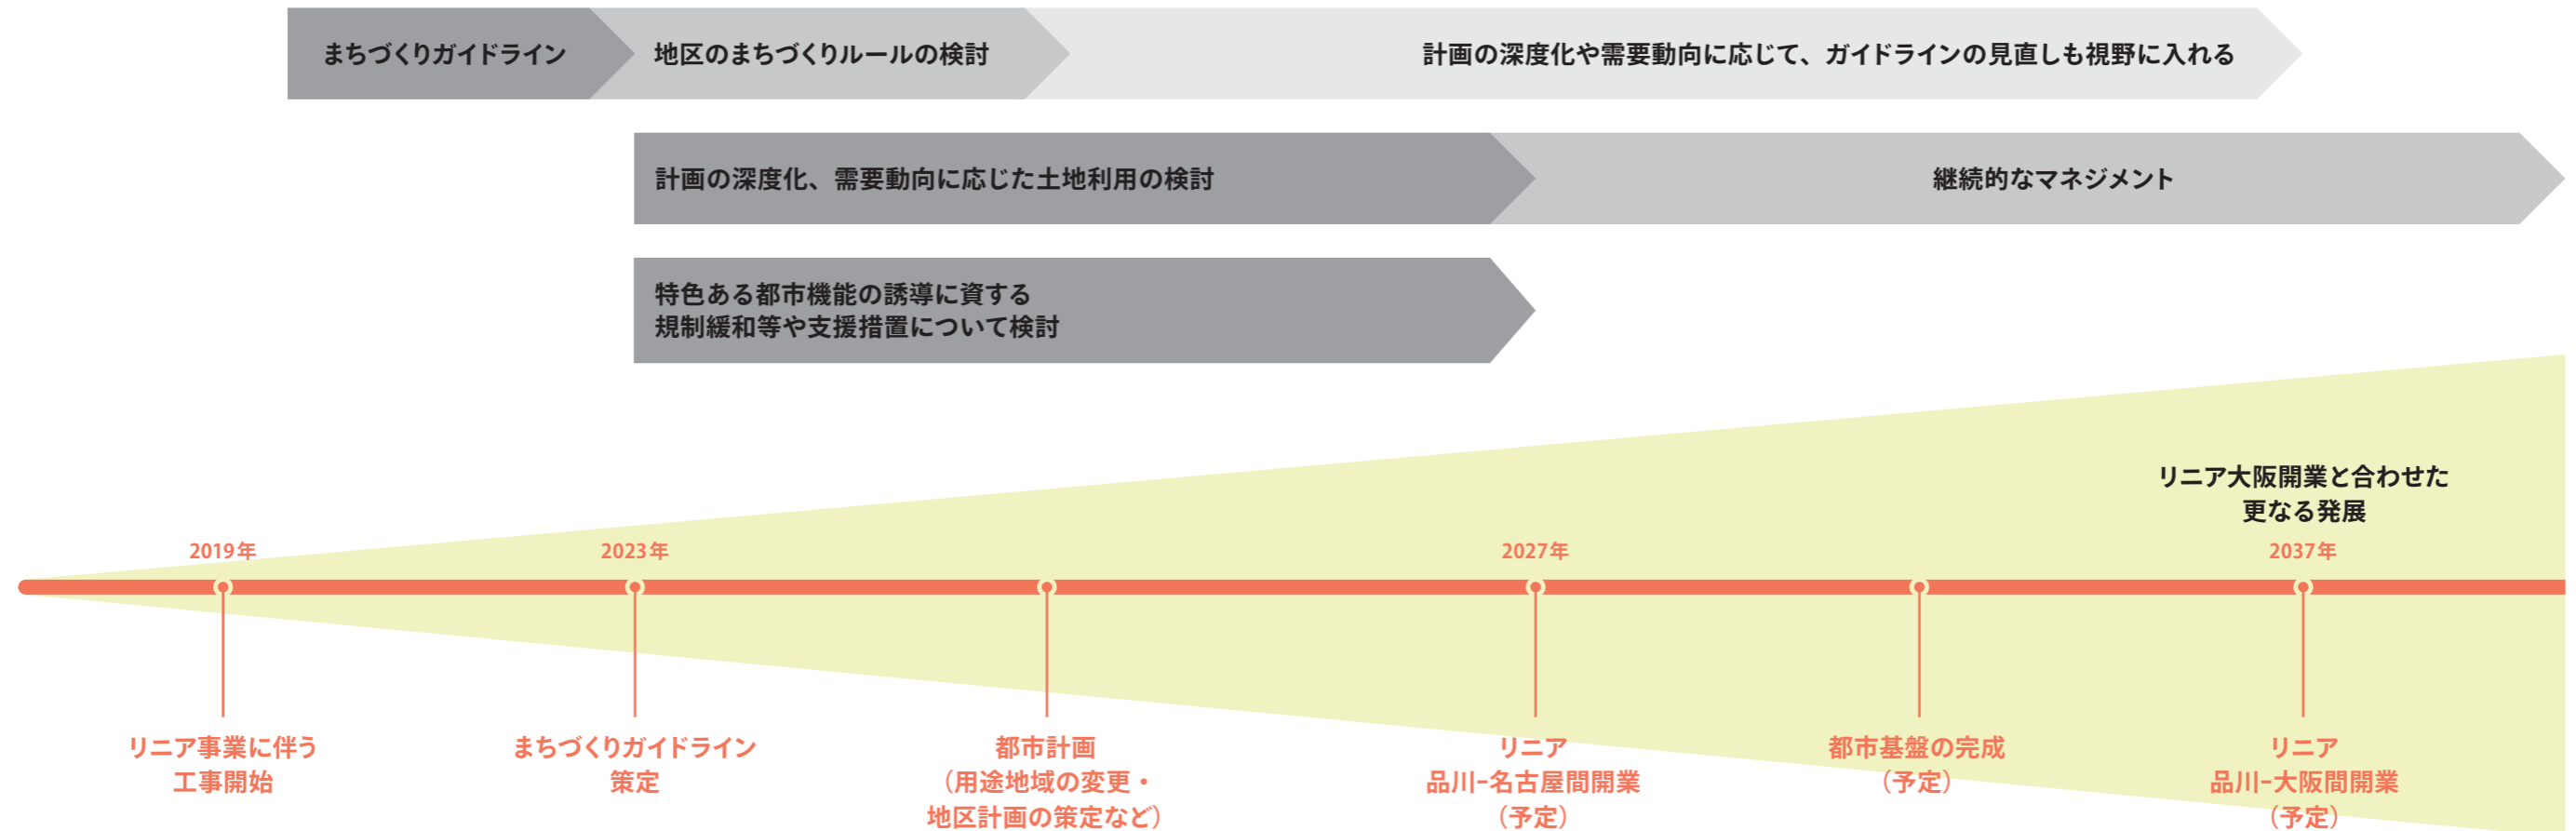 まちづくりガイドライン
地区のまちづくりルールの検討
計画の深度化や需要動向に応じて、ガイドラインの見直しも視野に入れる
計画の深度化、需要動向に応じた土地利用の検討
継続的なマネジメント
特色ある都市機能の誘導に資する
規制緩和等や支援措置について検討
リニア大阪開業と合わせた
更なる発展
2019年
2023年
2027年
2037年
リニア事業に伴う
工事開始
まちづくりガイドライン
策定
都市計画
（用途地域の変更・
地区計画の策定など）
リニア
品川-名古屋間開業
（予定）
都市基盤の完成
（予定）
リニア
品川-大阪間開業
（予定）